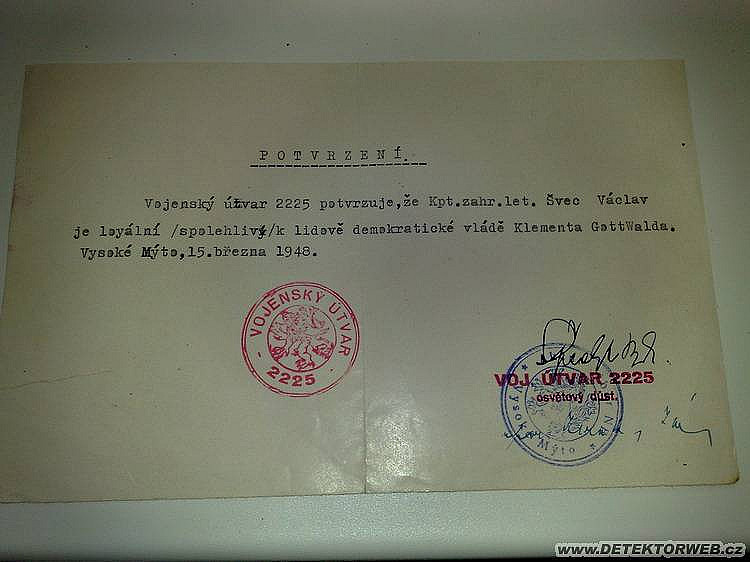 POTVRZENÍ.
Vojenský útvar 2225 potvrzuje,že Kpt.zahr.let. Švec Václav
je loyální /spolehlivý/k lidově demokratické vládě Klementa GottWalda.
Vysoké Mýto,15.března 1948.
VOJENSKÝ ÚTVAR
- 2225 -
VOJ. ÚTVAR 2225
osvětový důst.
Vysoké Mýto
www.DETEKTORWEB.cz